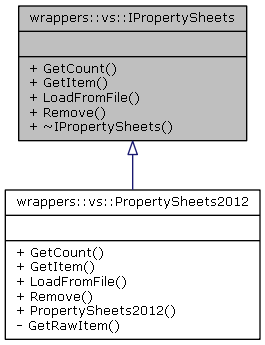 wrappers::vs::IPropertySheets
+ GetCount()
+ GetItem()
+ LoadFromFile()
+ Remove()
+ ~IPropertySheets()
wrappers::vs::PropertySheets2012
+ GetCount()
+ GetItem()
+ LoadFromFile()
+ Remove()
+ PropertySheets2012()
- GetRawItem()